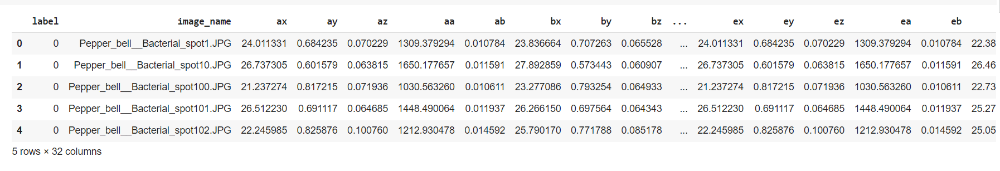 label image_name ax ay az aa ab bx by bz ... ex ey ez ea eb
0 0 Pepper_bell__Bacterial_spot1.JPG 24.011331 0.684235 0.070229 1309.379294 0.010784 23.836664 0.707263 0.065528 ... 24.011331 0.684235 0.070229 1309.379294 0.010784 22.38
1 0 Pepper_bell__Bacterial_spot10.JPG 26.737305 0.601579 0.063815 1650.177657 0.011591 27.892859 0.573443 0.060907 ... 26.737305 0.601579 0.063815 1650.177657 0.011591 26.46
2 0 Pepper_bell__Bacterial_spot100.JPG 21.237274 0.817215 0.071936 1030.563260 0.010611 23.277086 0.793254 0.064933 ... 21.237274 0.817215 0.071936 1030.563260 0.010611 22.73
3 0 Pepper_bell__Bacterial_spot101.JPG 26.512230 0.691117 0.064685 1448.490064 0.011937 26.266150 0.697564 0.064343 ... 26.512230 0.691117 0.064685 1448.490064 0.011937 25.27
4 0 Pepper_bell__Bacterial_spot102.JPG 22.245985 0.825876 0.100760 1212.930478 0.014592 25.790170 0.771788 0.085178 ... 22.245985 0.825876 0.100760 1212.930478 0.014592 25.05
5 rows × 32 columns